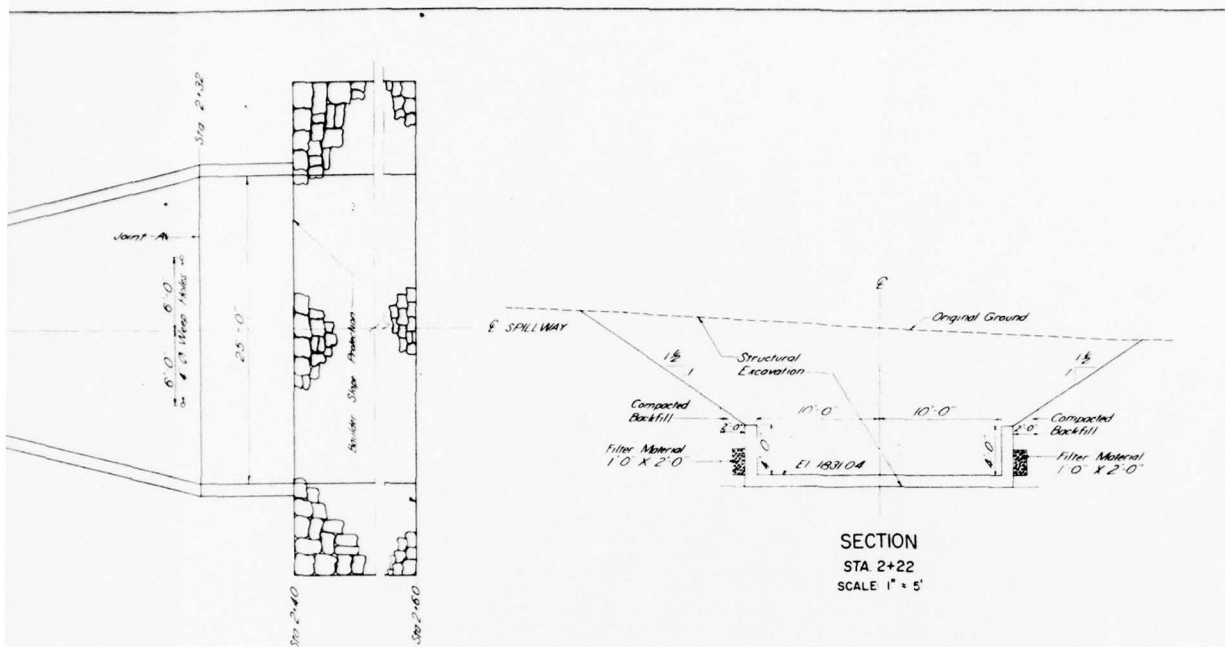 Sta 2+32
Joint A
6'-0" 6'-0"
4" Ø Weep Holes
25'-0"
Boulder Slope Protection
Sta 2+40
Sta 2+60
℄ SPILLWAY
℄
Original Ground
Structural
Excavation
1½
1
1½
1
Compacted
Backfill
10'-0"
10'-0"
Compacted
Backfill
2'-0"
2'-0"
Filter Material
1'-0" X 2'-0"
4'-0"
El 1831.04
4'-0"
Filter Material
1'-0" X 2'-0"
SECTION
STA. 2+22
SCALE 1" = 5'